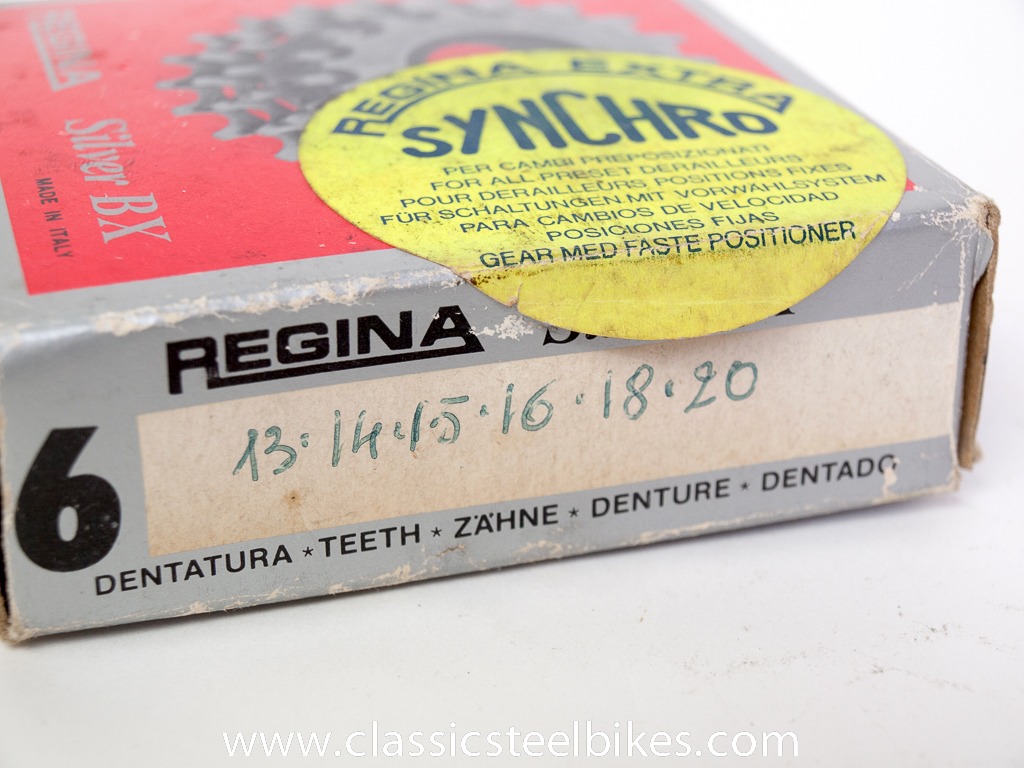 REGINA
Silver BX
MADE IN ITALY
REGINA EXTRA
SYNCHRO
PER CAMBI PREPOSIZIONATI
FOR ALL PRESET DERAILLEURS
POUR DERAILLEURS, POSITIONS FIXES
FÜR SCHALTUNGEN MIT VORWÄHLSYSTEM
PARA CAMBIOS DE VELOCIDAD
POSICIONES FIJAS
GEAR MED FASTE POSITIONER
REGINA
13·14·15·16·18·20
6
DENTATURA * TEETH * ZÄHNE * DENTURE * DENTADO
www.classicsteelbikes.com